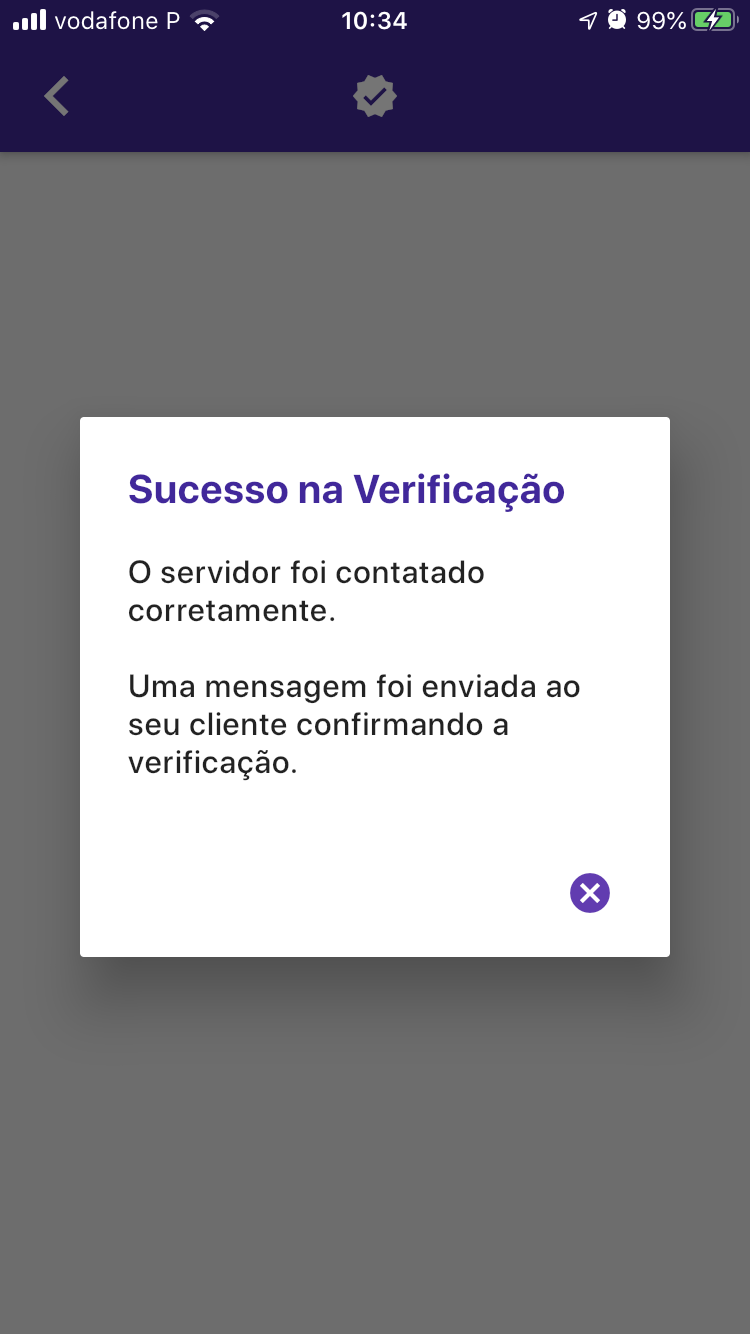 vodafone P 10:34 99%
Sucesso na Verificação
O servidor foi contatado
corretamente.
Uma mensagem foi enviada ao
seu cliente confirmando a
verificação.